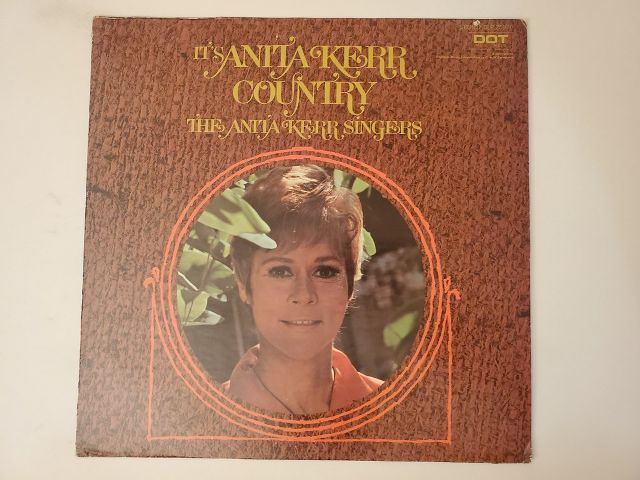 IT'S ANITA KERR
COUNTRY
THE ANITA KERR SINGERS
DOT